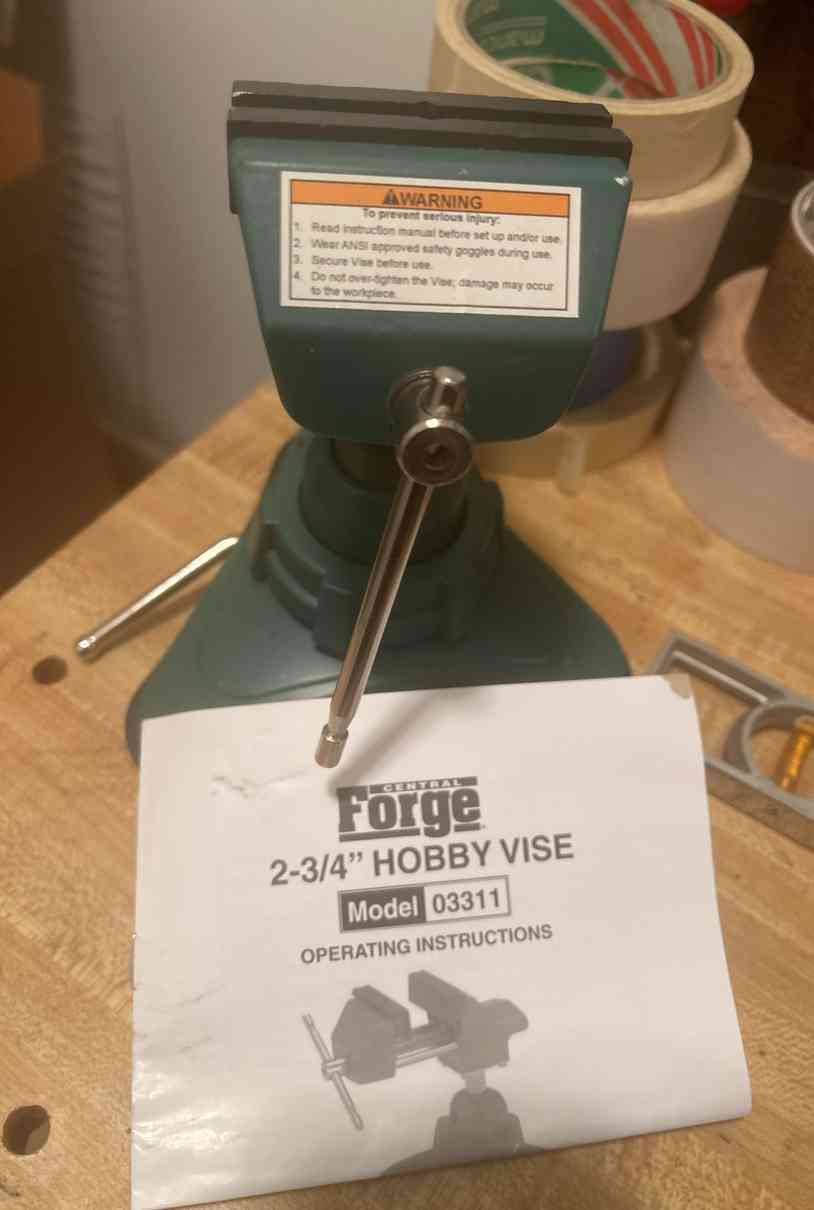 WARNING
To prevent serious injury:
1. Read instruction manual before set up and/or use.
2. Wear ANSI approved safety goggles during use.
3. Secure Vise before use.
4. Do not over-tighten the Vise; damage may occur
to the workpiece.
CENTRAL
Forge
2-3/4” HOBBY VISE
Model 03311
OPERATING INSTRUCTIONS